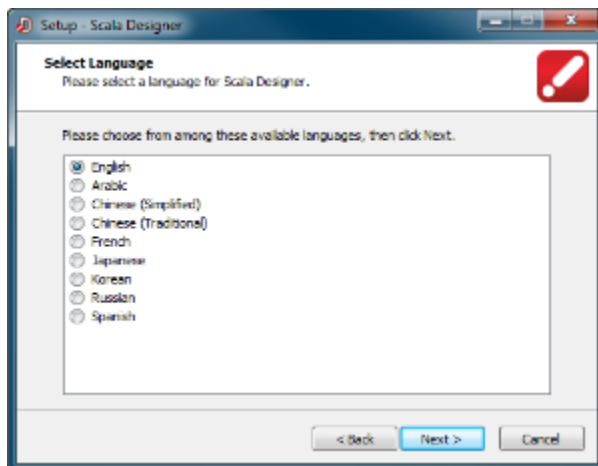 Setup - Scala Designer
Select Language
Please select a language for Scala Designer.
Please choose from among these available languages, then click Next.
English
Arabic
Chinese (Simplified)
Chinese (Traditional)
French
Japanese
Korean
Russian
Spanish
< Back Next > Cancel